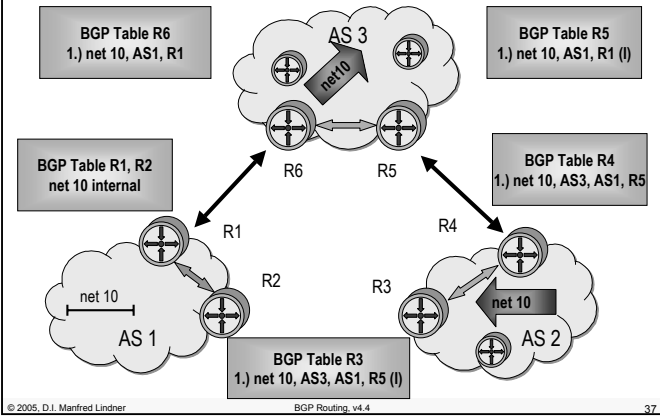 BGP Table R6
1.) net 10, AS1, R1
AS 3
net10
BGP Table R5
1.) net 10, AS1, R1 (I)
R6
R5
BGP Table R1, R2
net 10 internal
BGP Table R4
1.) net 10, AS3, AS1, R5
R1
R4
R2
R3
net 10
AS 1
net 10
AS 2
BGP Table R3
1.) net 10, AS3, AS1, R5 (I)
© 2005, D.I. Manfred Lindner
BGP Routing, v4.4
37